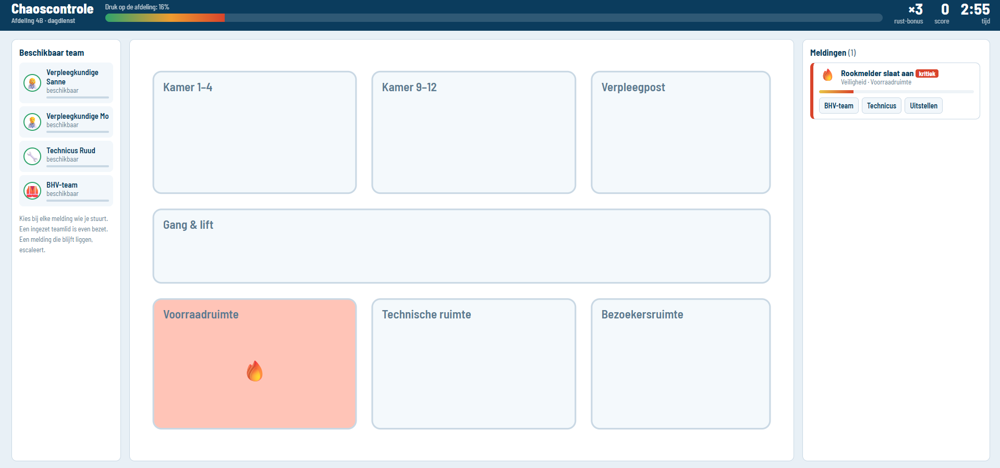 Chaoscontrole
Afdeling 4B · dagdienst
Druk op de afdeling: 16%
×3
rust-bonus
0
score
2:55
tijd
Beschikbaar team
Verpleegkundige
Sanne
beschikbaar
Verpleegkundige Mo
beschikbaar
Technicus Ruud
beschikbaar
BHV-team
beschikbaar
Kies bij elke melding wie je stuurt.
Een ingezet teamlid is even bezet.
Een melding die blijft liggen,
escaleert.
Kamer 1–4
Kamer 9–12
Verpleegpost
Gang & lift
Voorraadruimte
Technische ruimte
Bezoekersruimte
Meldingen (1)
Rookmelder slaat aan kritiek
Veiligheid · Voorraadruimte
BHV-team
Technicus
Uitstellen